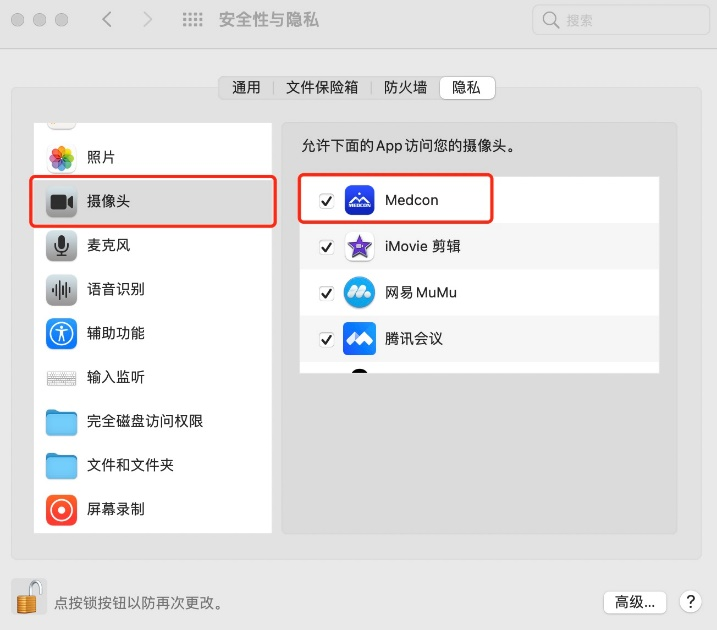 安全性与隐私
搜索
通用 文件保险箱 防火墙 隐私
照片
摄像头
麦克风
语音识别
辅助功能
输入监听
完全磁盘访问权限
文件和文件夹
屏幕录制
允许下面的App访问您的摄像头。
MEDCON
Medcon
iMovie 剪辑
网易 MuMu
腾讯会议
点按锁按钮以防再次更改。
高级...
?